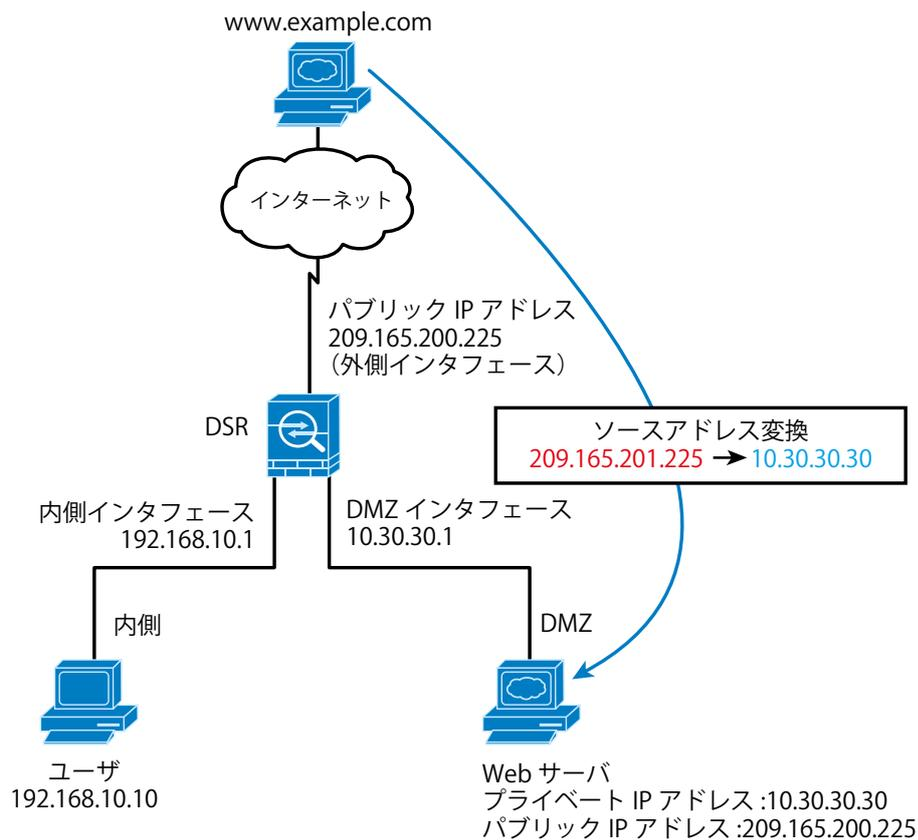 www.example.com
インターネット
パブリック IP アドレス
209.165.200.225
（外側インタフェース）
DSR
ソースアドレス変換
209.165.201.225 → 10.30.30.30
内側インタフェース
192.168.10.1
DMZ インタフェース
10.30.30.1
内側
DMZ
ユーザ
192.168.10.10
Web サーバ
プライベート IP アドレス :10.30.30.30
パブリック IP アドレス :209.165.200.225